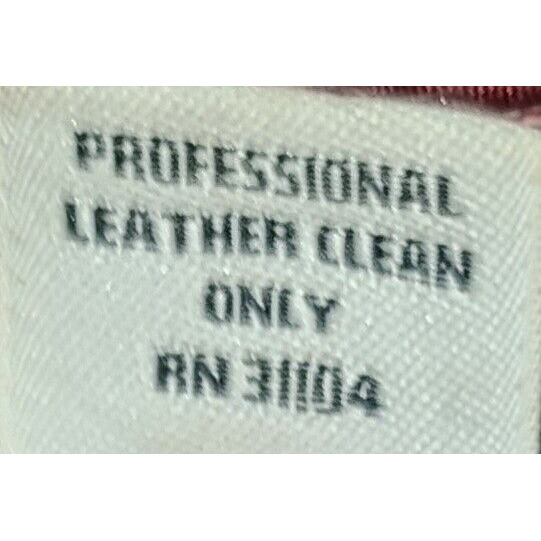 PROFESSIONAL
LEATHER CLEAN
ONLY
RN 31104